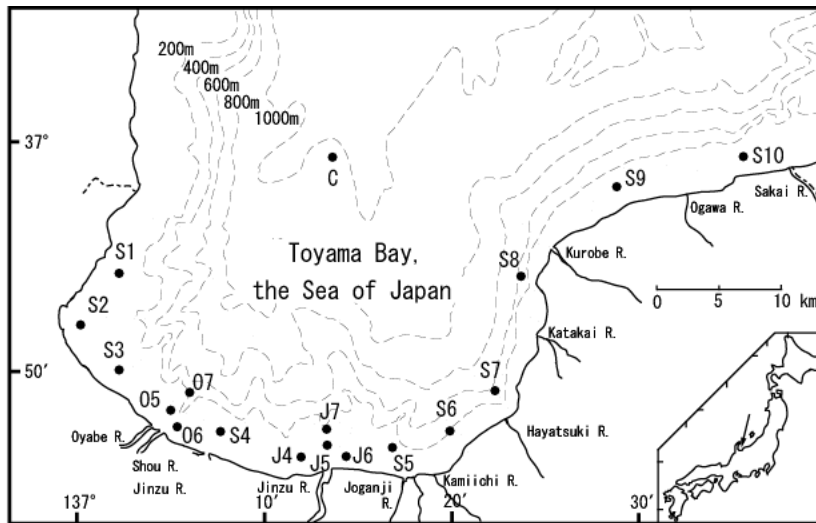 200m
400m
600m
800m
1000m
37°
C
S10
S9
Sakai R.
Ogawa R.
Toyama Bay,
the Sea of Japan
S1
S8
Kurobe R.
0 5 10 km
S2
Katakai R.
50′
S3
O7
S7
O5
O6
S4
J7
S6
Oyabe R.
J4
J5
J6
S5
Hayatsuki R.
Shou R.
Jinzu R.
Jinzu R.
Joganji
R.
Kamiichi R.
137°
10′
20′
30′